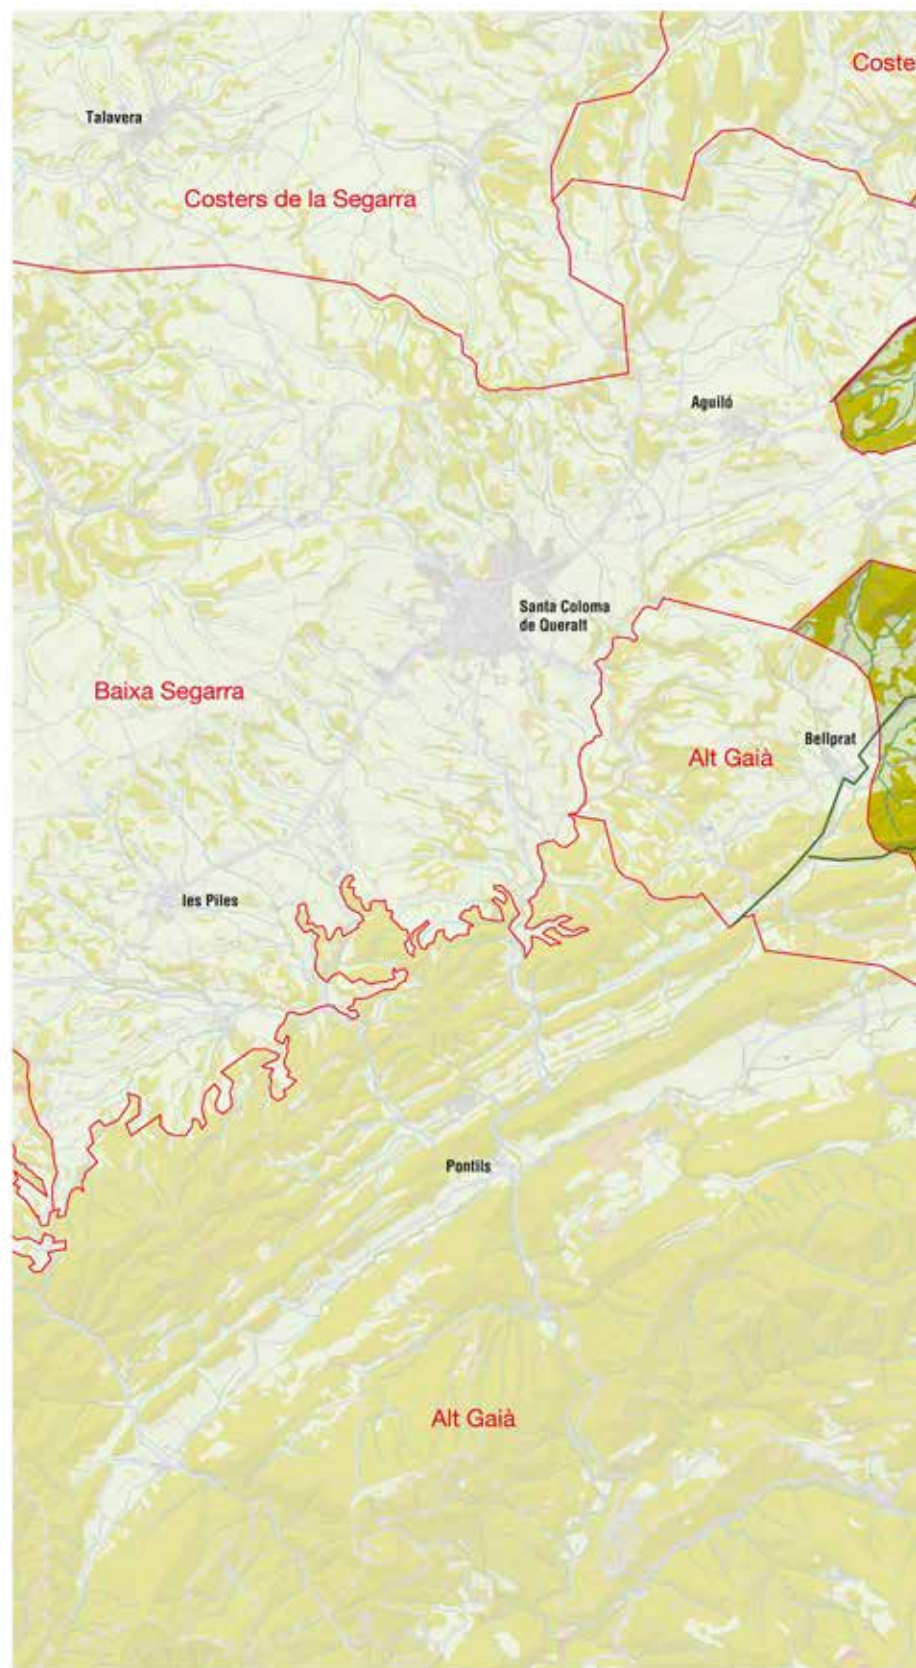 Coste
Talavera
Costers de la Segarra
Aguiló
Santa Coloma
de Queralt
Baixa Segarra
Bellprat
Alt Gaià
les Piles
Pontils
Alt Gaià